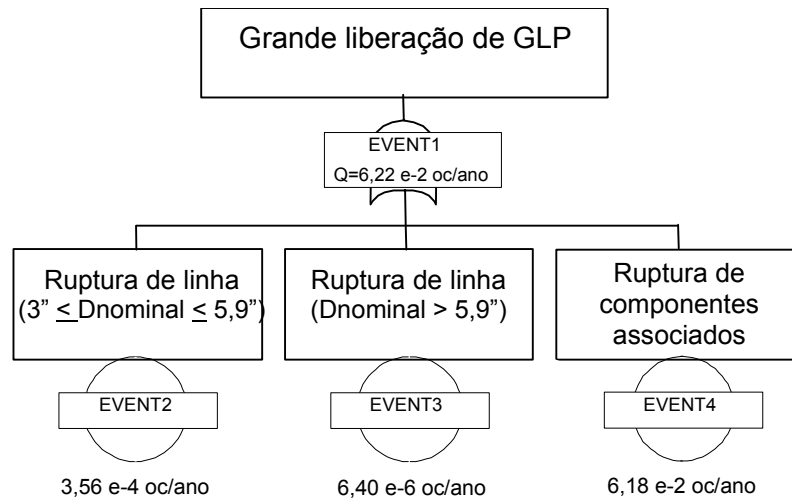 Grande liberação de GLP
EVENT1
Q=6,22 e-2 oc/ano
Ruptura de linha
(3” < Dnominal < 5,9”)
Ruptura de linha
(Dnominal > 5,9”)
Ruptura de
componentes
associados
EVENT2
EVENT3
EVENT4
3,56 e-4 oc/ano
6,40 e-6 oc/ano
6,18 e-2 oc/ano